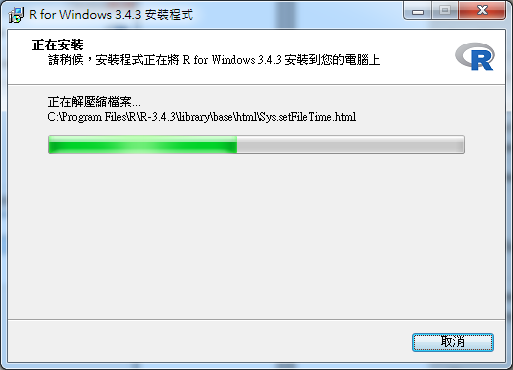 R for Windows 3.4.3 安裝程式
正在安裝
請稍候，安裝程式正在將 R for Windows 3.4.3 安裝到您的電腦上
R
正在解壓縮檔案...
C:\Program Files\R\R-3.4.3\library\base\html\Sys.setFileTime.html
取消